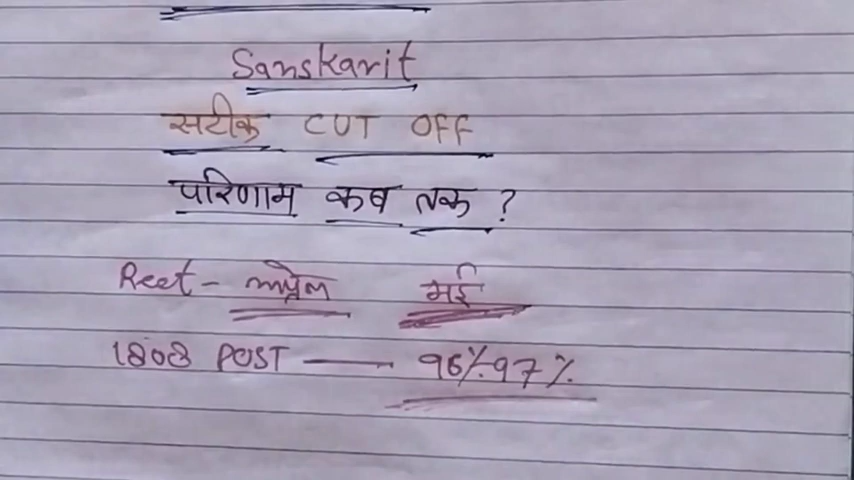 Sanskarit
सटीक CUT OFF
परिणाम कब तक ?
Reet - अप्रेल मई
1808 POST — 96%.97%